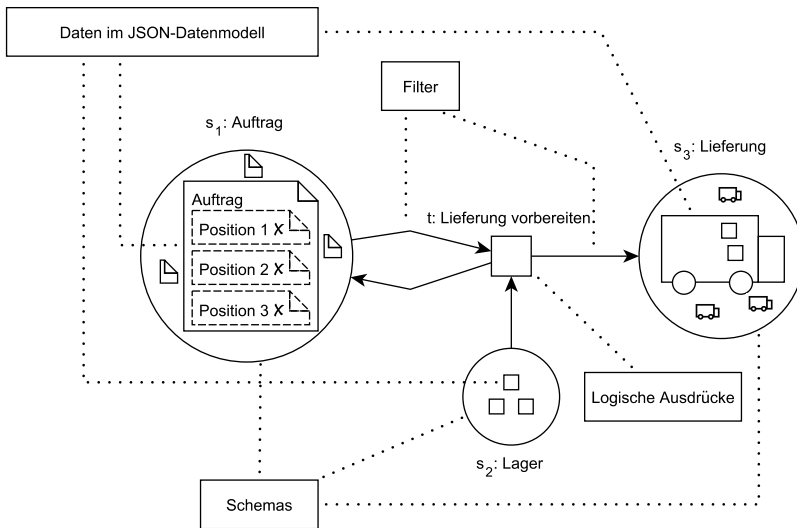 Daten im JSON-Datenmodell
Filter
s1: Auftrag
s3: Lieferung
Auftrag
Position 1 ✗
Position 2 ✗
Position 3 ✗
t: Lieferung vorbereiten
Logische Ausdrücke
s2: Lager
Schemas